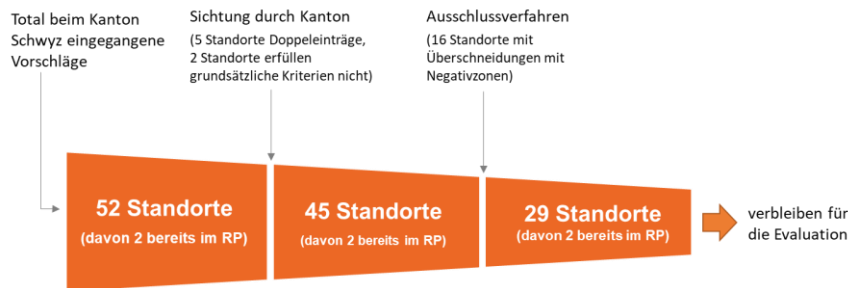 Total beim Kanton
Schwyz eingegangene
Vorschläge
Sichtung durch Kanton
(5 Standorte Doppeleinträge,
2 Standorte erfüllen
grundsätzliche Kriterien nicht)
Ausschlussverfahren
(16 Standorte mit
Überschneidungen mit
Negativzonen)
52 Standorte
(davon 2 bereits im RP)
45 Standorte
(davon 2 bereits im RP)
29 Standorte
(davon 2 bereits im RP)
verbleiben für
die Evaluation